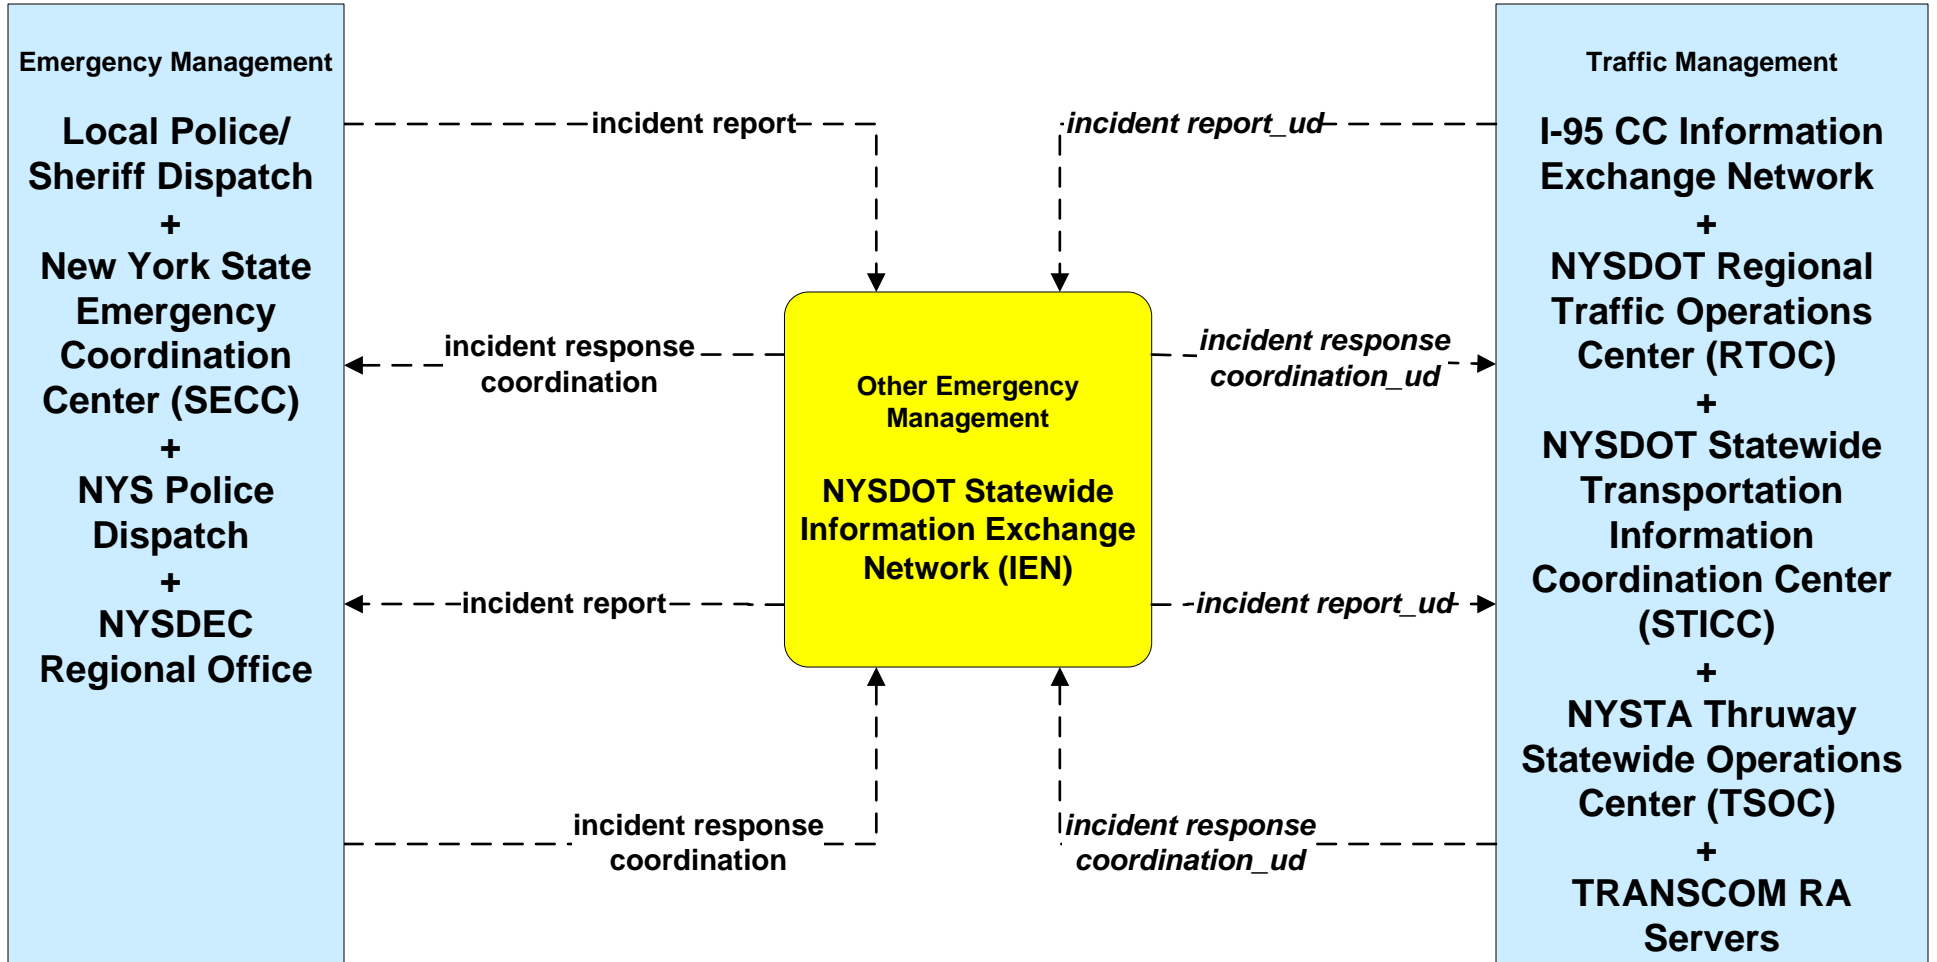 Emergency Management
Local Police/
Sheriff Dispatch
+
New York State
Emergency
Coordination
Center (SECC)
+
NYS Police
Dispatch
+
NYSDEC
Regional Office
incident report
incident response
coordination
incident report
incident response
coordination
Other Emergency
Management
NYSDOT Statewide
Information Exchange
Network (IEN)
incident report_ud
incident response
coordination_ud
incident report_ud
incident response
coordination_ud
Traffic Management
I-95 CC Information
Exchange Network
+
NYSDOT Regional
Traffic Operations
Center (RTOC)
+
NYSDOT Statewide
Transportation
Information
Coordination Center
(STICC)
+
NYSTA Thruway
Statewide Operations
Center (TSOC)
+
TRANSCOM RA
Servers